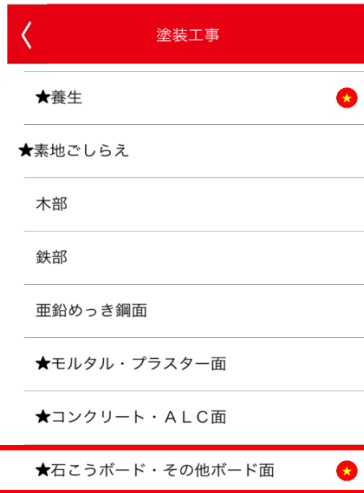 塗装工事
★養生
★素地ごしらえ
木部
鉄部
亜鉛めっき鋼面
★モルタル・プラスター面
★コンクリート・ＡＬＣ面
★石こうボード・その他ボード面